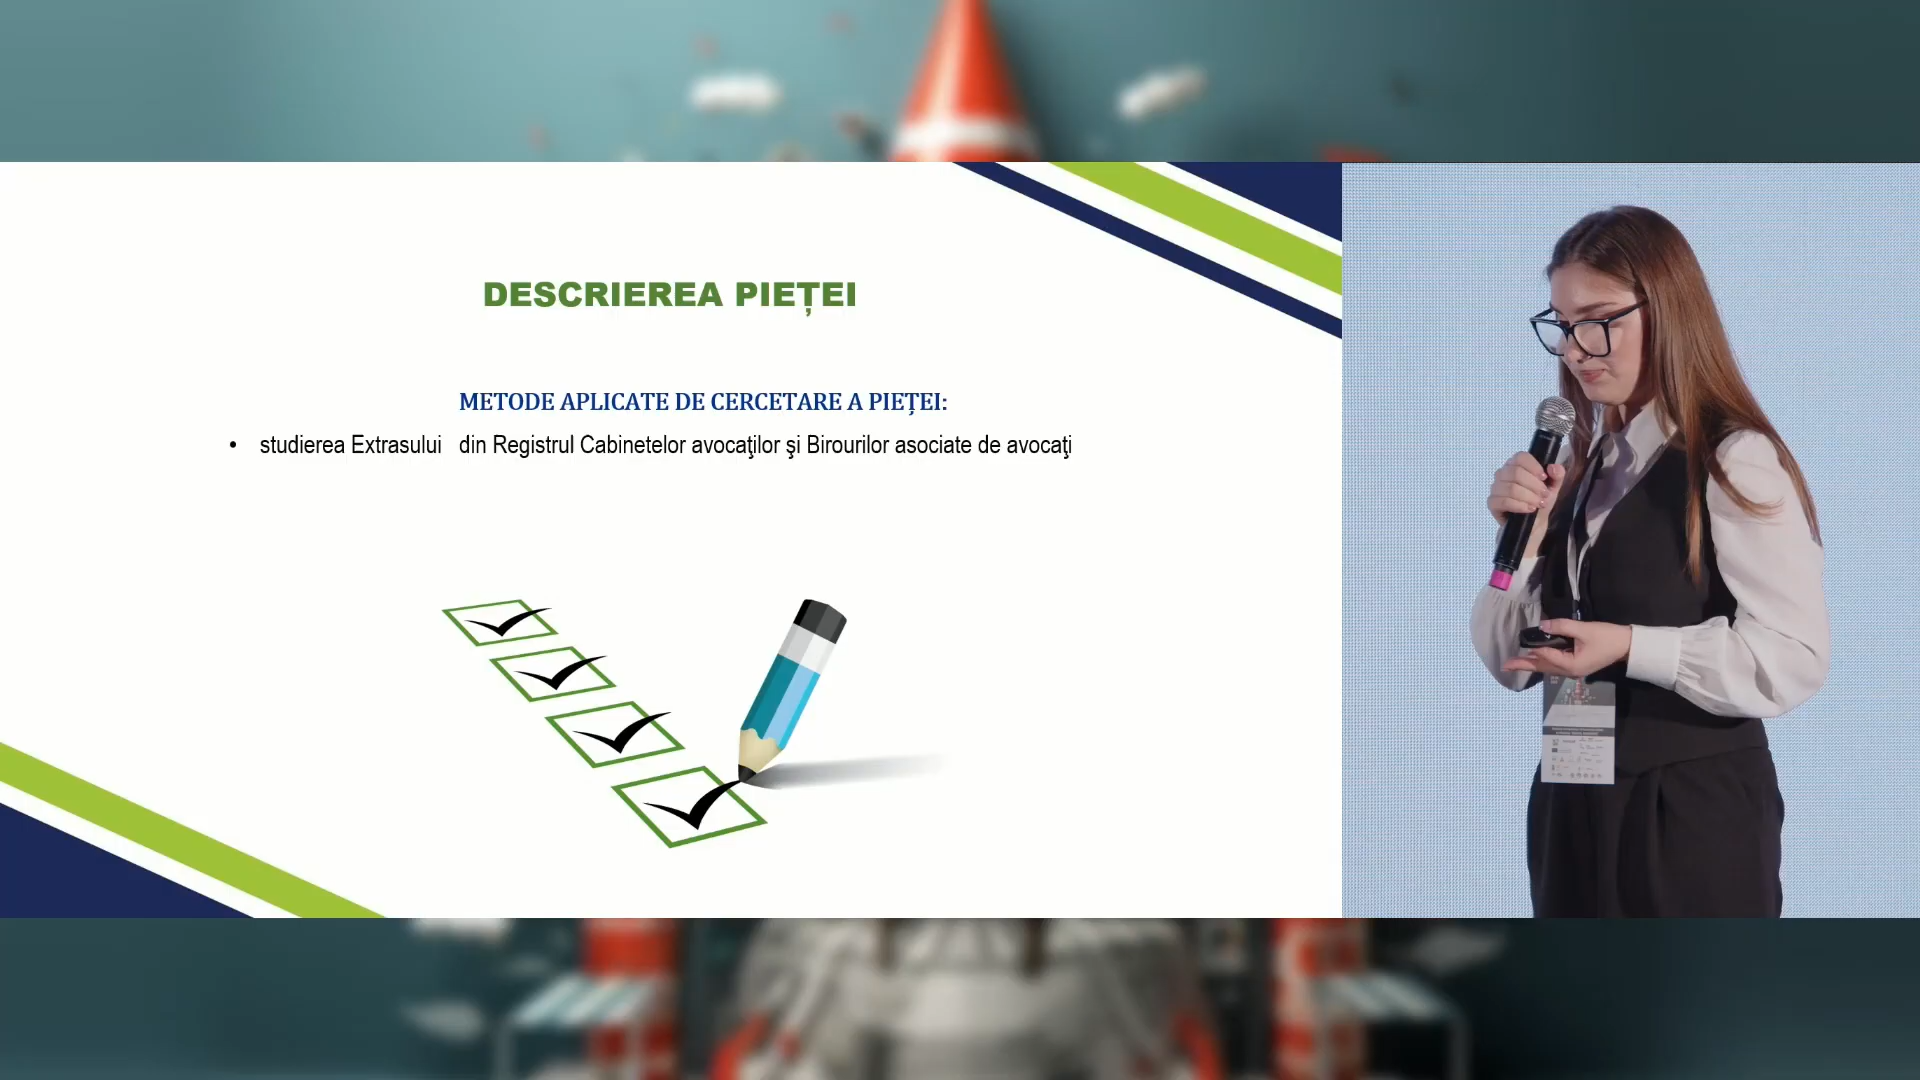 DESCRIEREA PIEȚEI
METODE APLICATE DE CERCETARE A PIEȚEI:
• studierea Extrasului din Registrul Cabinetelor avocaţilor şi Birourilor asociate de avocaţi